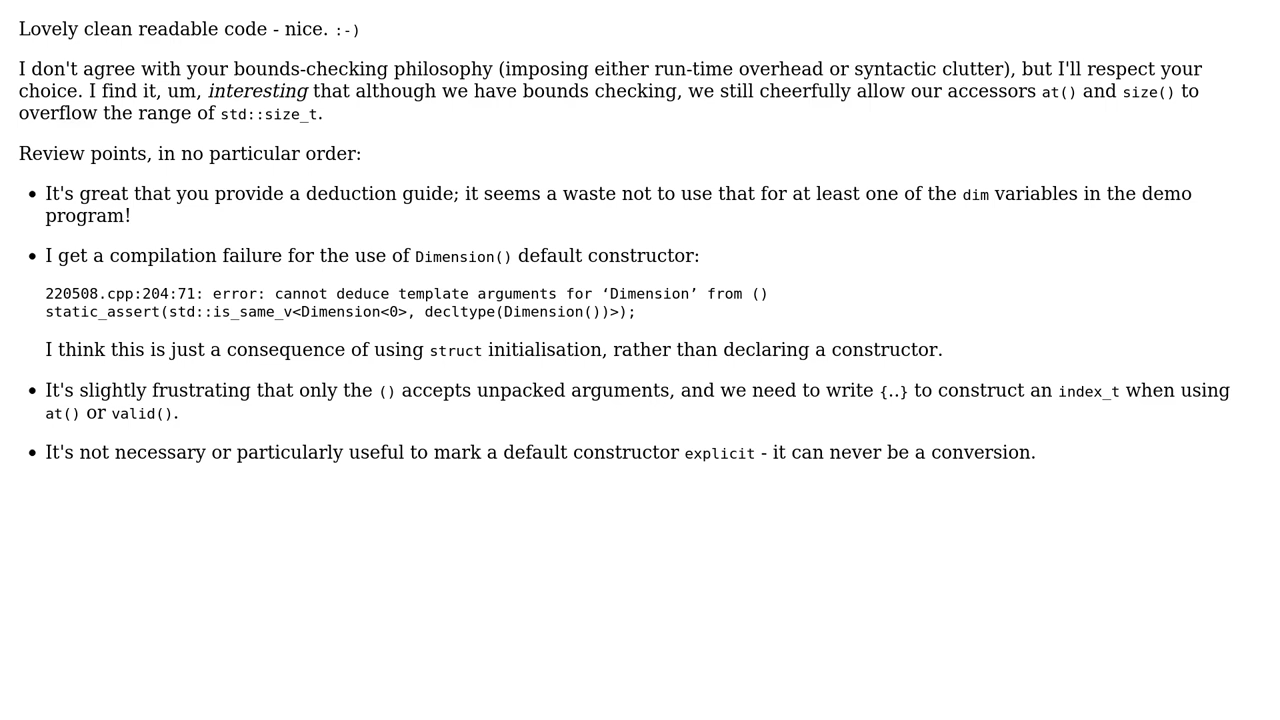 Lovely clean readable code - nice. :-)
I don't agree with your bounds-checking philosophy (imposing either run-time overhead or syntactic clutter), but I'll respect your
choice. I find it, um, interesting that although we have bounds checking, we still cheerfully allow our accessors at() and size() to
overflow the range of std::size_t.
Review points, in no particular order:
• It's great that you provide a deduction guide; it seems a waste not to use that for at least one of the dim variables in the demo
program!
• I get a compilation failure for the use of Dimension() default constructor:
220508.cpp:204:71: error: cannot deduce template arguments for ‘Dimension’ from ()
static_assert(std::is_same_v<Dimension<0>, decltype(Dimension())>);
I think this is just a consequence of using struct initialisation, rather than declaring a constructor.
• It's slightly frustrating that only the () accepts unpacked arguments, and we need to write {..} to construct an index_t when using
at() or valid().
• It's not necessary or particularly useful to mark a default constructor explicit - it can never be a conversion.